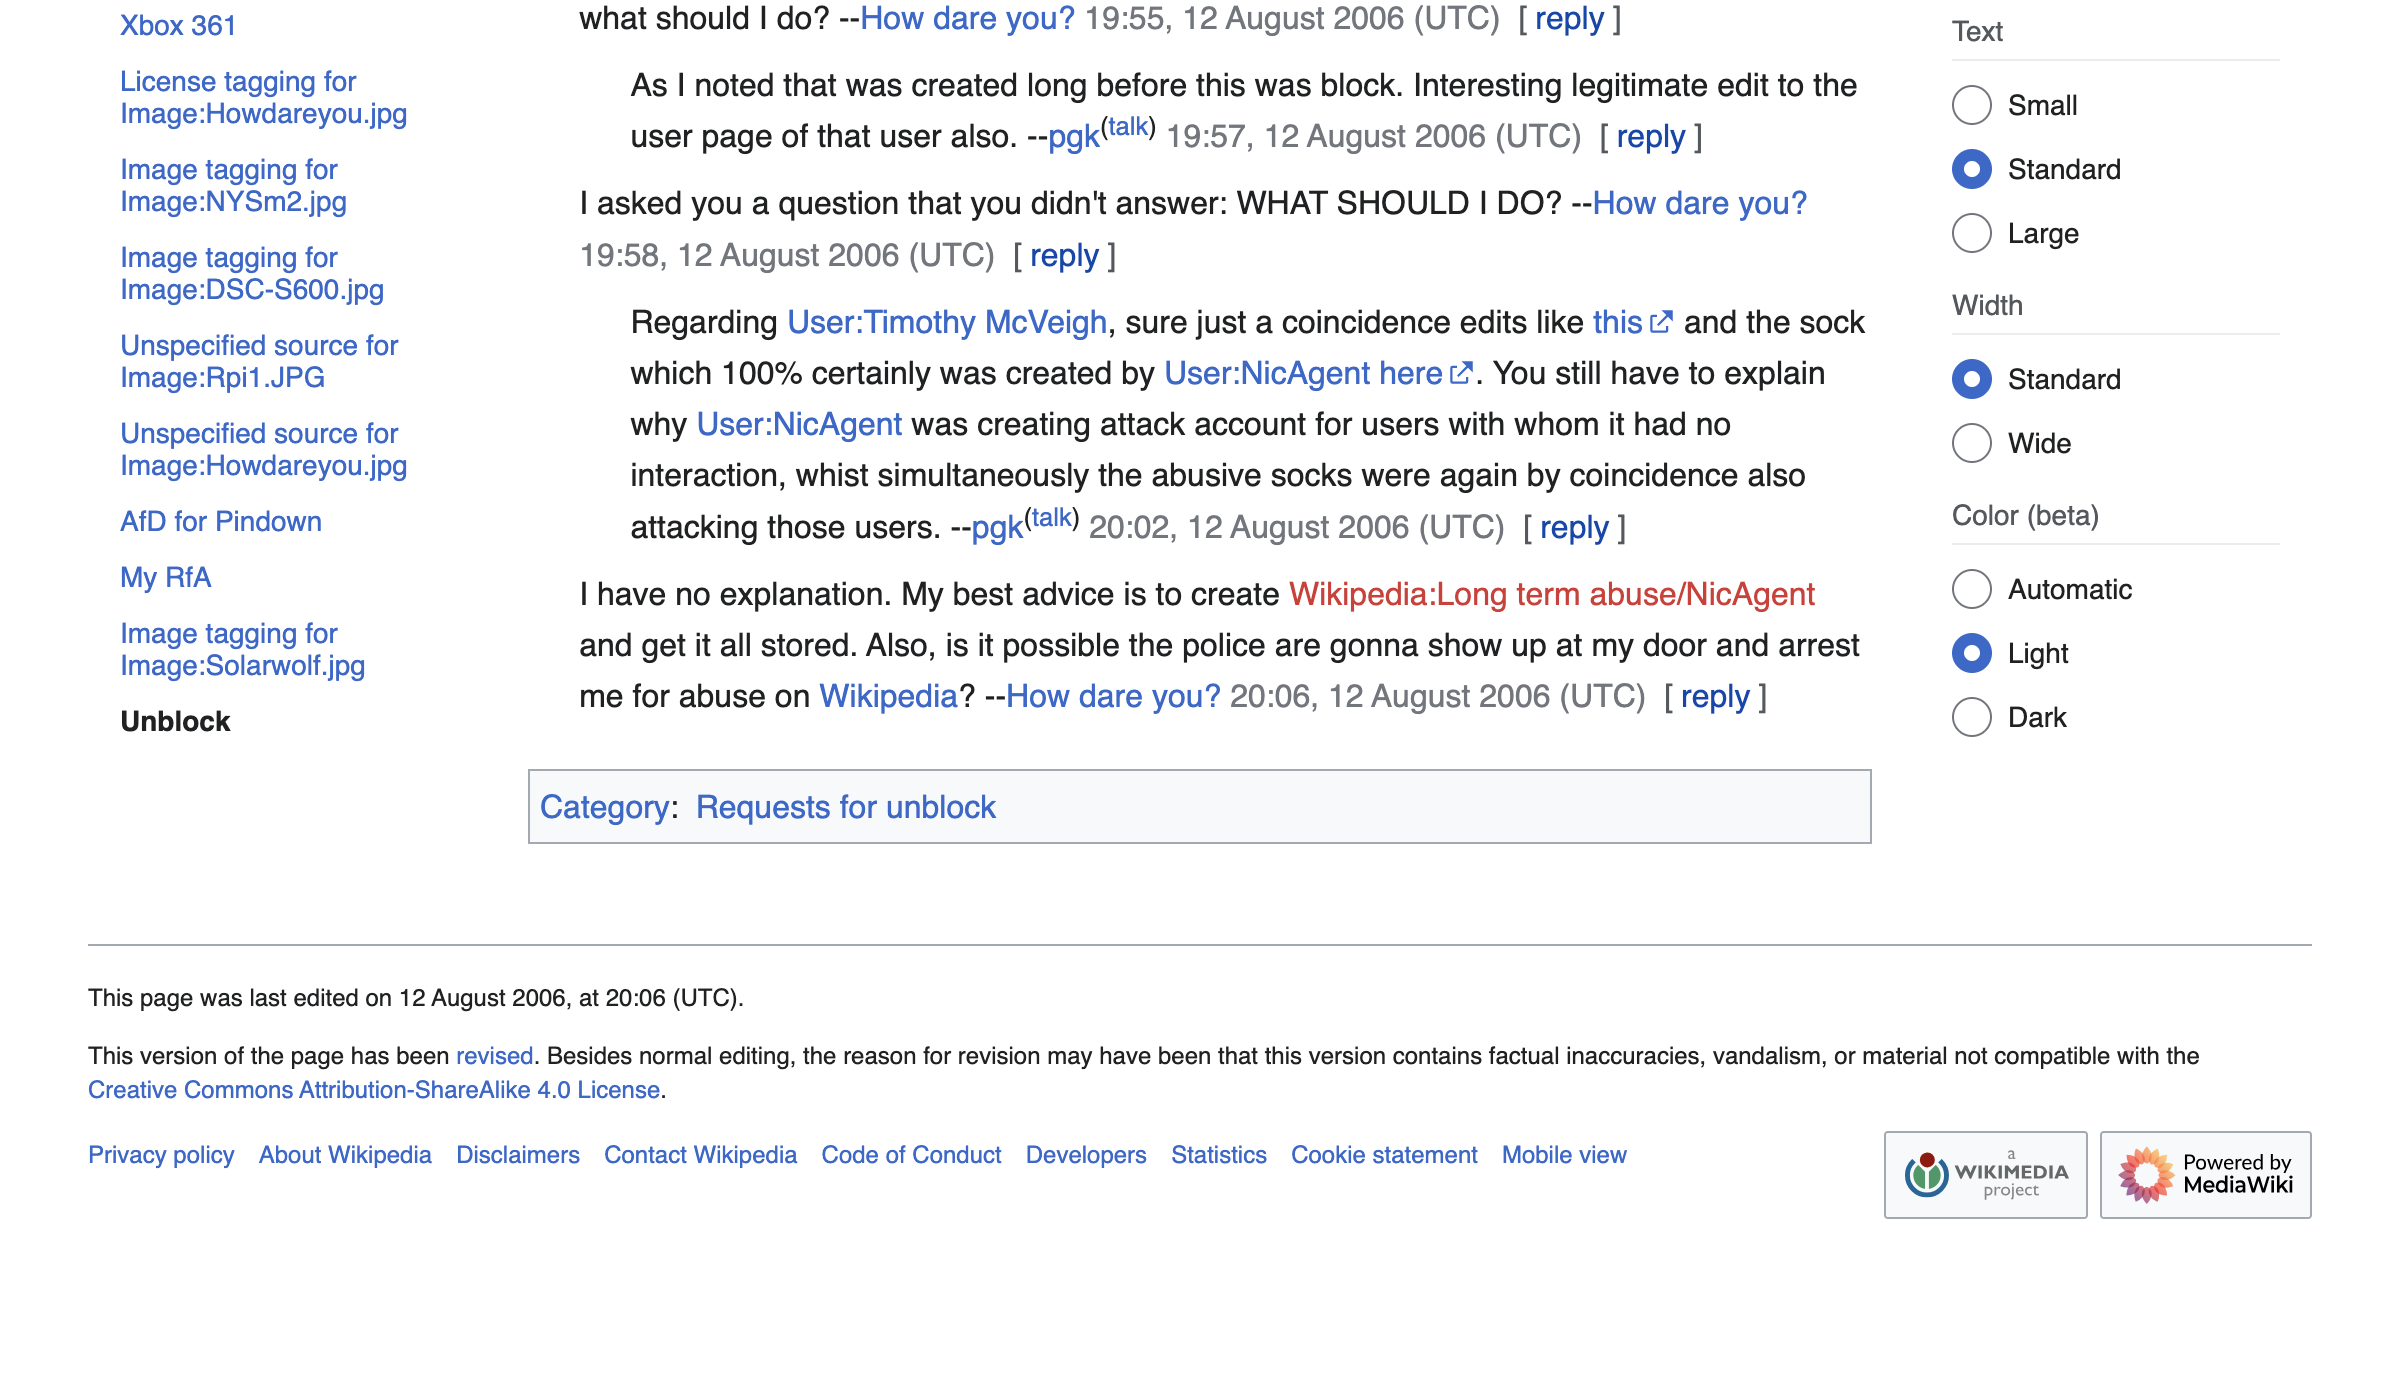 Xbox 361
License tagging for
Image:Howdareyou.jpg
Image tagging for
Image:NYSm2.jpg
Image tagging for
Image:DSC-S600.jpg
Unspecified source for
Image:Rpi1.JPG
Unspecified source for
Image:Howdareyou.jpg
AfD for Pindown
My RfA
Image tagging for
Image:Solarwolf.jpg
Unblock
what should I do? --How dare you? 19:55, 12 August 2006 (UTC) [ reply ]
As I noted that was created long before this was block. Interesting legitimate edit to the
user page of that user also. --pgk(talk) 19:57, 12 August 2006 (UTC) [ reply ]
I asked you a question that you didn't answer: WHAT SHOULD I DO? --How dare you?
19:58, 12 August 2006 (UTC) [ reply ]
Regarding User:Timothy McVeigh, sure just a coincidence edits like this and the sock
which 100% certainly was created by User:NicAgent here. You still have to explain
why User:NicAgent was creating attack account for users with whom it had no
interaction, whist simultaneously the abusive socks were again by coincidence also
attacking those users. --pgk(talk) 20:02, 12 August 2006 (UTC) [ reply ]
I have no explanation. My best advice is to create Wikipedia:Long term abuse/NicAgent
and get it all stored. Also, is it possible the police are gonna show up at my door and arrest
me for abuse on Wikipedia? --How dare you? 20:06, 12 August 2006 (UTC) [ reply ]
Category: Requests for unblock
Text
Small
Standard
Large
Width
Standard
Wide
Color (beta)
Automatic
Light
Dark
This page was last edited on 12 August 2006, at 20:06 (UTC).
This version of the page has been revised. Besides normal editing, the reason for revision may have been that this version contains factual inaccuracies, vandalism, or material not compatible with the
Creative Commons Attribution-ShareAlike 4.0 License.
Privacy policy About Wikipedia Disclaimers Contact Wikipedia Code of Conduct Developers Statistics Cookie statement Mobile view
a
WIKIMEDIA
project
Powered by
MediaWiki